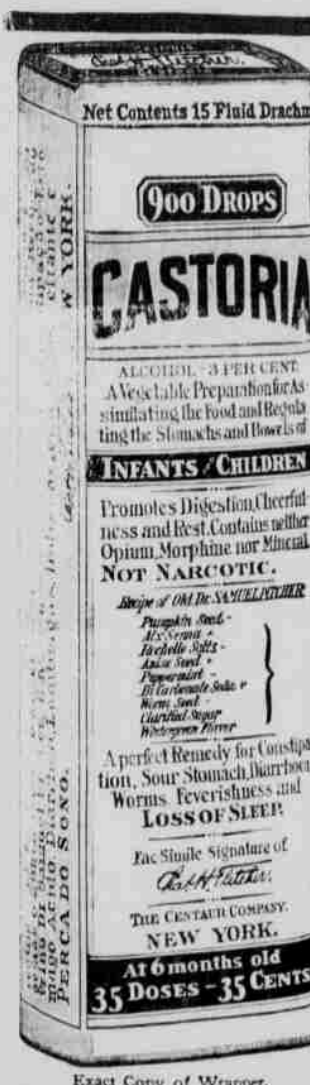 Chas. H. Fletcher.
Net Contents 15 Fluid Drachm
900 DROPS
CASTORIA
ALCOHOL - 3 PER CENT.
A Vegetable Preparation for As-
similating the Food and Regula-
ting the Stomachs and Bowels of
INFANTS CHILDREN
Promotes Digestion, Cheerful-
ness and Rest. Contains neither
Opium, Morphine nor Mineral
NOT NARCOTIC.
Recipe of Old Dr. SAMUEL PITCHER
Pumpkin Seed -
Alx Senna +
Rochelle Salts -
Anise Seed +
Peppermint -
Bi Carbonate Soda +
Worm Seed -
Clarified Sugar
Wintergreen Flavor
A perfect Remedy for Constipa
tion, Sour Stomach, Diarrhoea
Worms Feverishness and
LOSS OF SLEEP.
Fac Simile Signature of
Chas. H. Fletcher.
THE CENTAUR COMPANY.
NEW YORK.
At 6 months old
35 DOSES - 35 CENTS
W YORK.
PERCA DO SONO.
Exact Copy of Wrapper